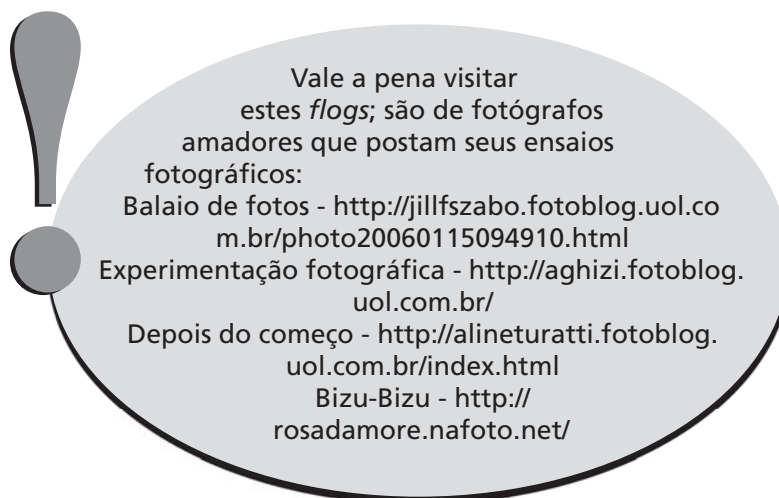 Vale a pena visitar
estes flogs; são de fotógrafos
amadores que postam seus ensaios
fotográficos:
Balaio de fotos - http://jillfszabo.fotoblog.uol.co
m.br/photo20060115094910.html
Experimentação fotográfica - http://aghizi.fotoblog.
uol.com.br/
Depois do começo - http://alineturatti.fotoblog.
uol.com.br/index.html
Bizu-Bizu - http://
rosadamore.nafoto.net/